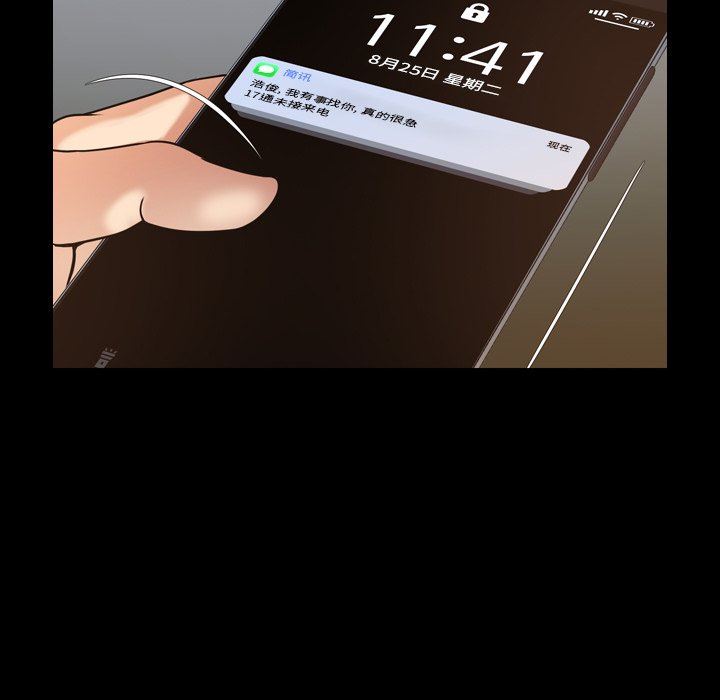 11:41
8月25日 星期二
简讯
浩俊, 我有事找你, 真的很急
17通未接来电
现在